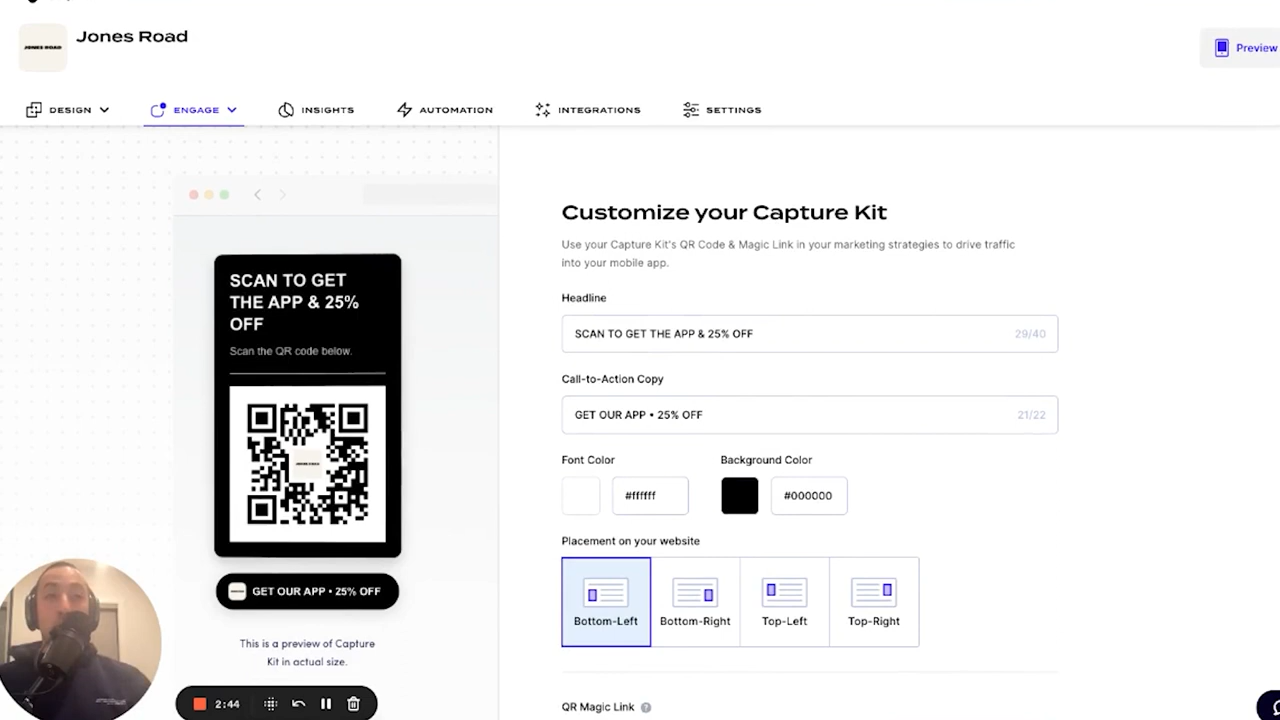 JONES ROAD
Jones Road
Preview
DESIGN
ENGAGE
INSIGHTS
AUTOMATION
INTEGRATIONS
SETTINGS
SCAN TO GET
THE APP & 25%
OFF
Scan the QR code below.
JONES ROAD
GET OUR APP • 25% OFF
This is a preview of Capture
Kit in actual size.
2:44
Customize your Capture Kit
Use your Capture Kit's QR Code & Magic Link in your marketing strategies to drive traffic
into your mobile app.
Headline
SCAN TO GET THE APP & 25% OFF
29/40
Call-to-Action Copy
GET OUR APP • 25% OFF
21/22
Font Color
Background Color
#ffffff
#000000
Placement on your website
Bottom-Left
Bottom-Right
Top-Left
Top-Right
QR Magic Link ?